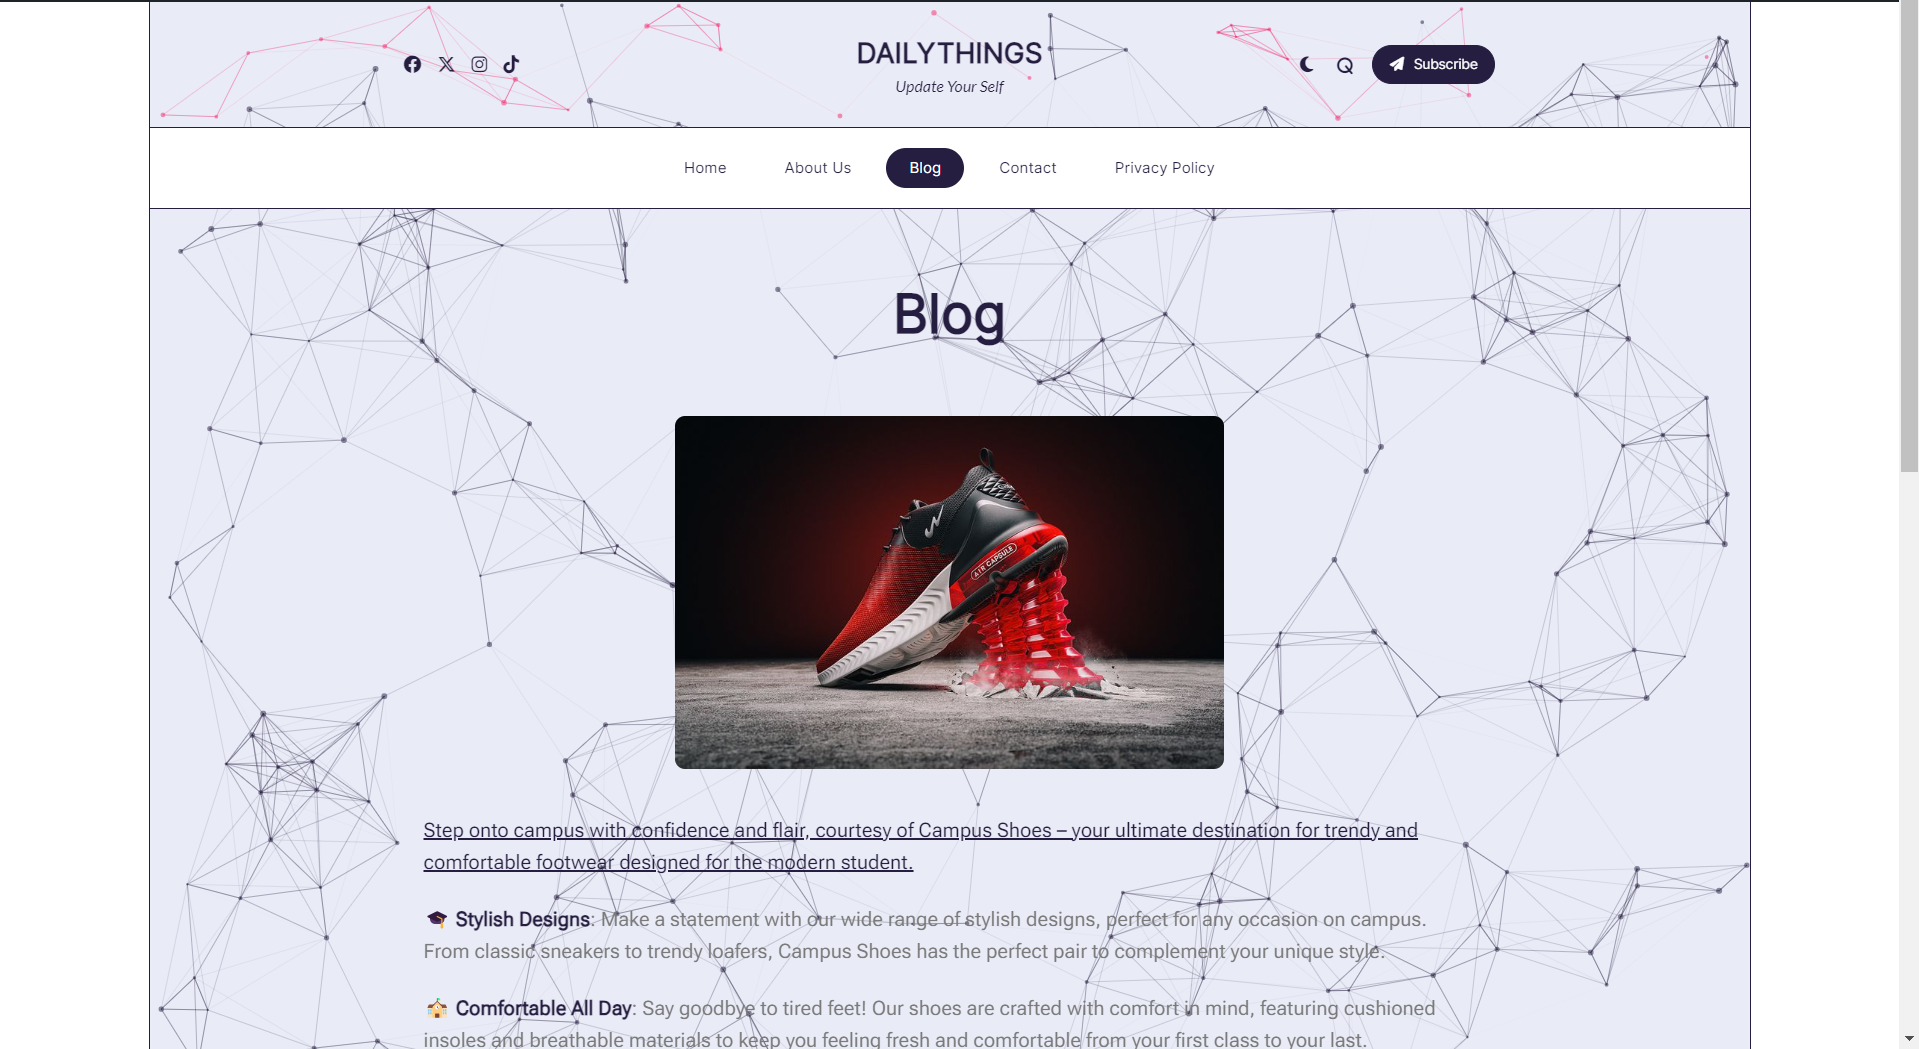 DAILYTHINGS
Update Your Self
Subscribe
Home
About Us
Blog
Contact
Privacy Policy
Blog
AIR CAPSULE
Step onto campus with confidence and flair, courtesy of Campus Shoes – your ultimate destination for trendy and
comfortable footwear designed for the modern student.
🎓 Stylish Designs: Make a statement with our wide range of stylish designs, perfect for any occasion on campus.
From classic sneakers to trendy loafers, Campus Shoes has the perfect pair to complement your unique style.
🏫 Comfortable All Day: Say goodbye to tired feet! Our shoes are crafted with comfort in mind, featuring cushioned
insoles and breathable materials to keep you feeling fresh and comfortable from your first class to your last.